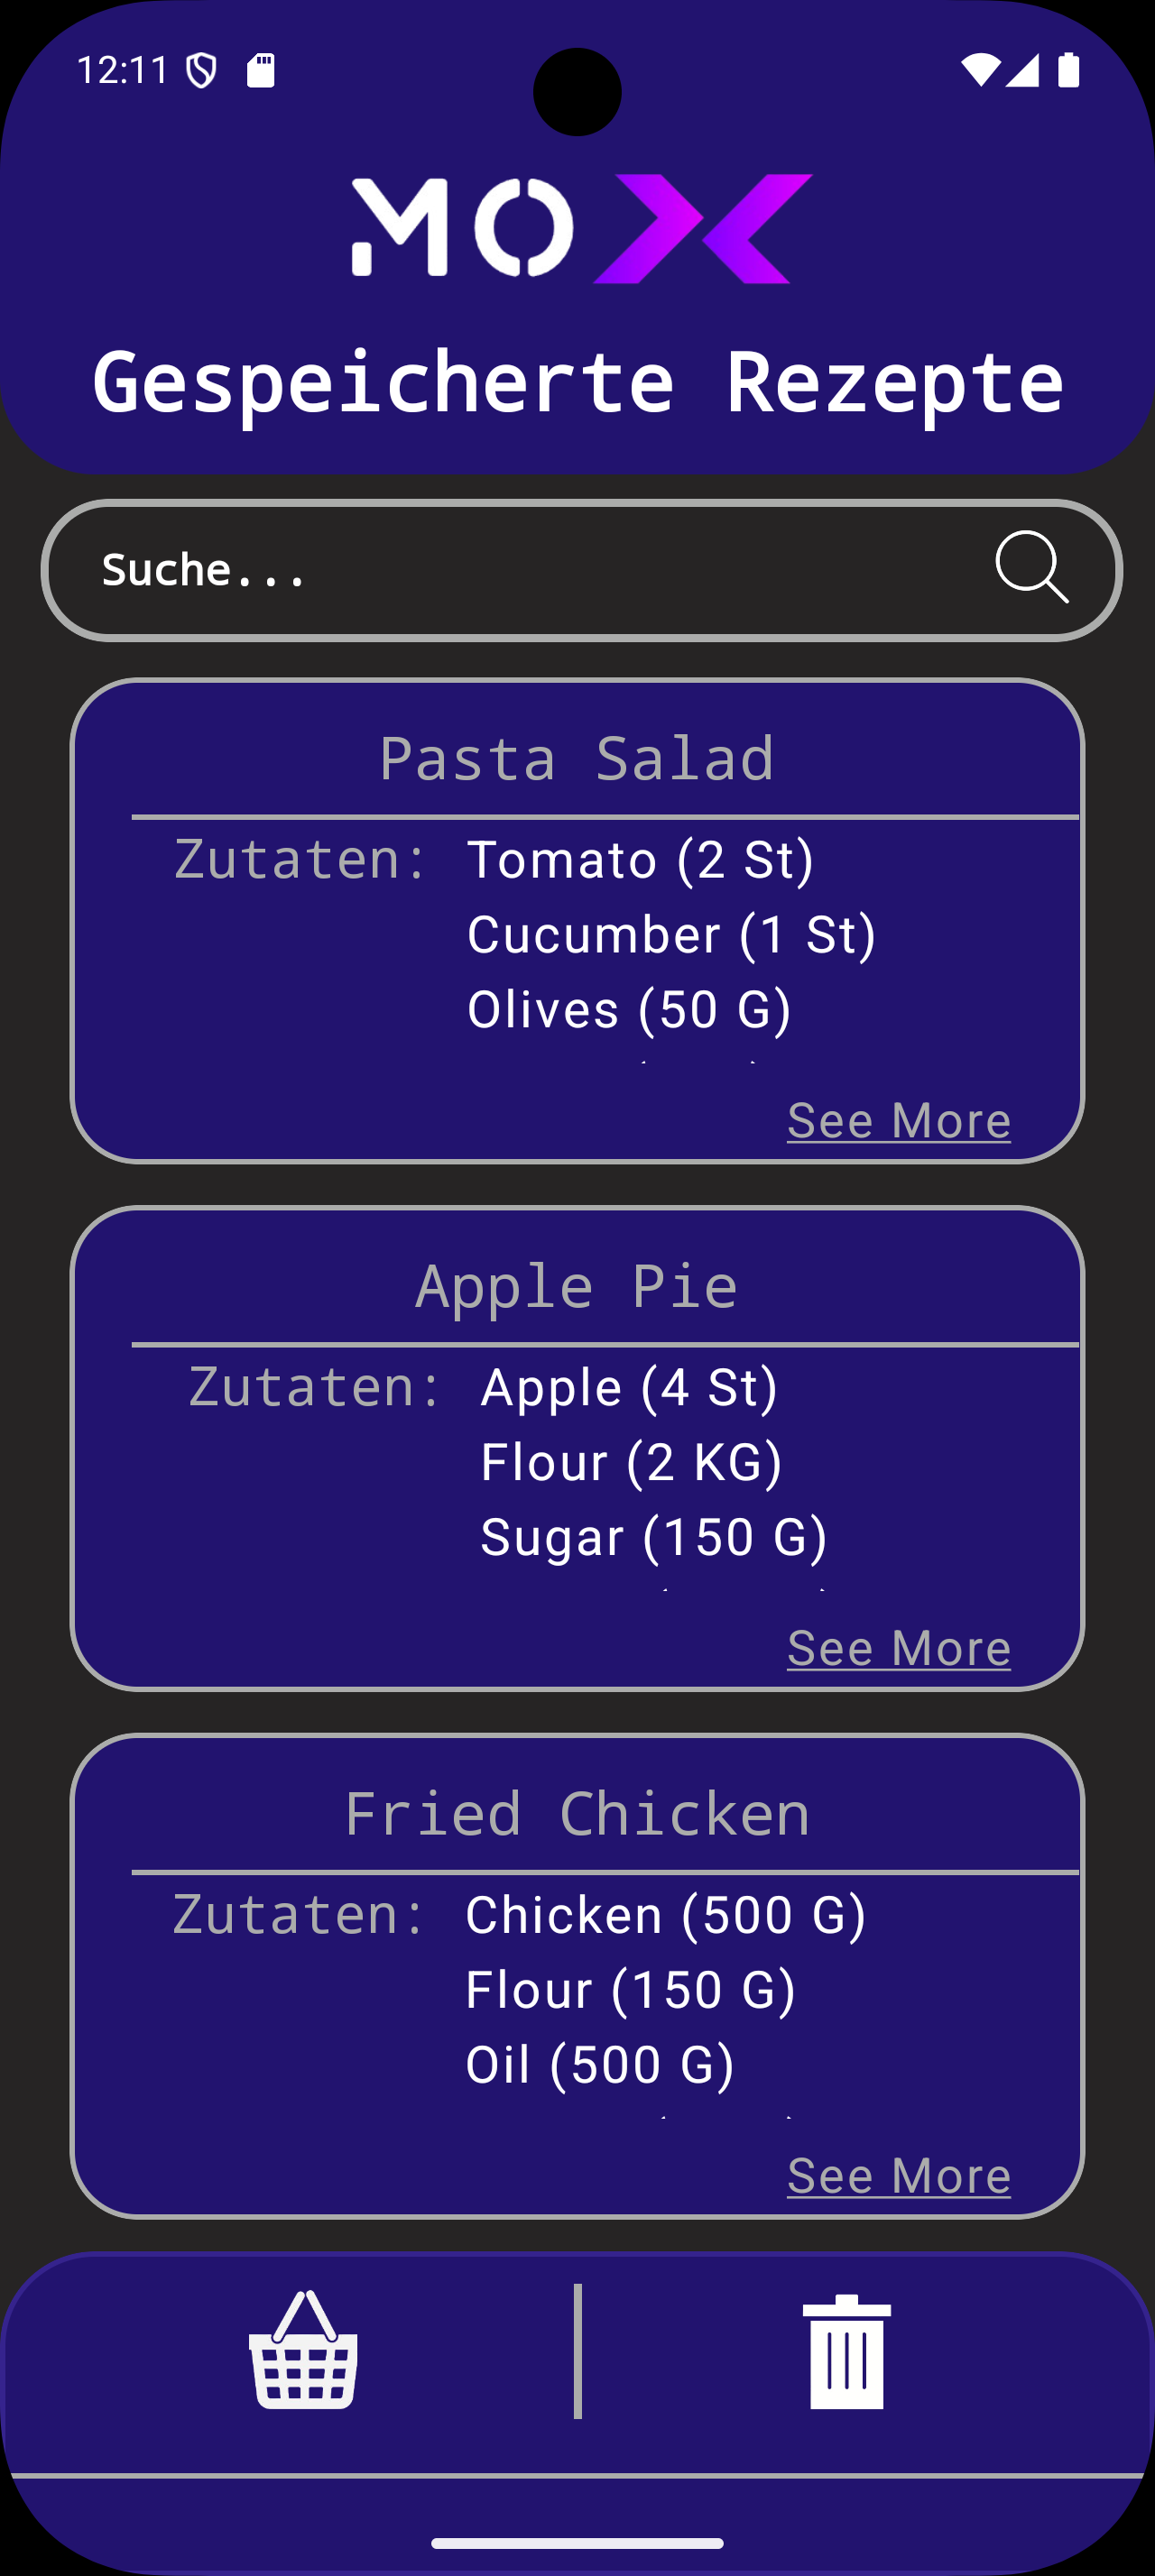 12:11
MOX
Gespeicherte Rezepte
Suche...
Pasta Salad
Zutaten: Tomato (2 St)
Cucumber (1 St)
Olives (50 G)
See More
Apple Pie
Zutaten: Apple (4 St)
Flour (2 KG)
Sugar (150 G)
See More
Fried Chicken
Zutaten: Chicken (500 G)
Flour (150 G)
Oil (500 G)
See More